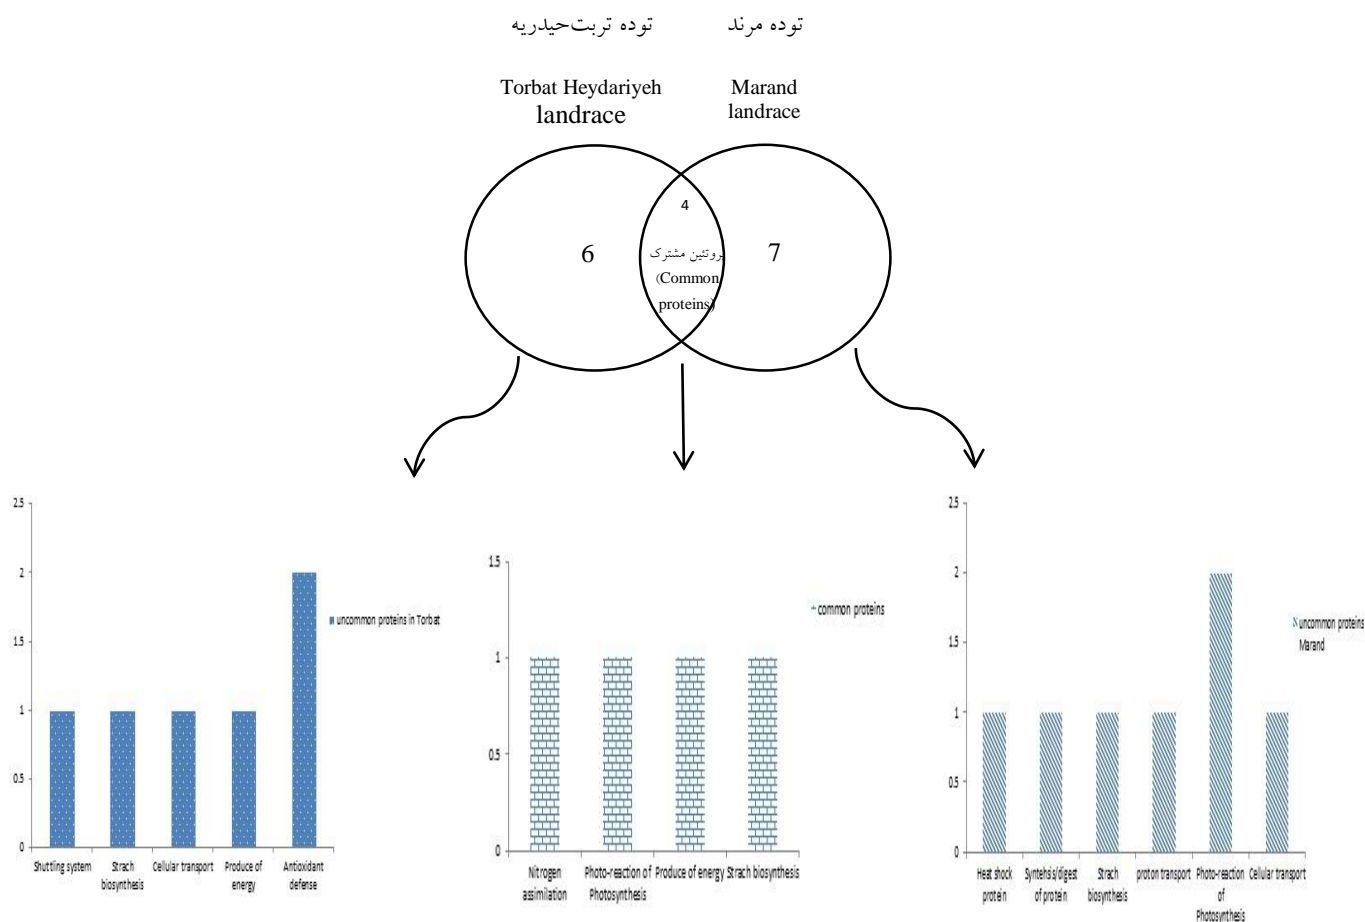 توده تربت‌حیدریه
توده مرند
Torbat Heydariyeh
landrace
Marand
landrace
6
4
پروتئین مشترک
(Common
proteins)
7
2.5
2
1.5
1
0.5
0
Shuttling system
Strach
biosynthesis
Cellular transport
Produce of
energy
Antioxidant
defense
uncommon proteins in Torbat
1.5
1
0.5
0
Nitrogen
assimilation
Photo-reaction of
Photosynthesis
Produce of energy
Strach biosynthesis
common proteins
2.5
2
1.5
1
0.5
0
Heat shock
protein
Syntehsis/digest
of protein
Strach
biosynthesis
proton transport
Photo-reaction
of
Photosynthesis
Cellular transport
uncommon proteins
Marand